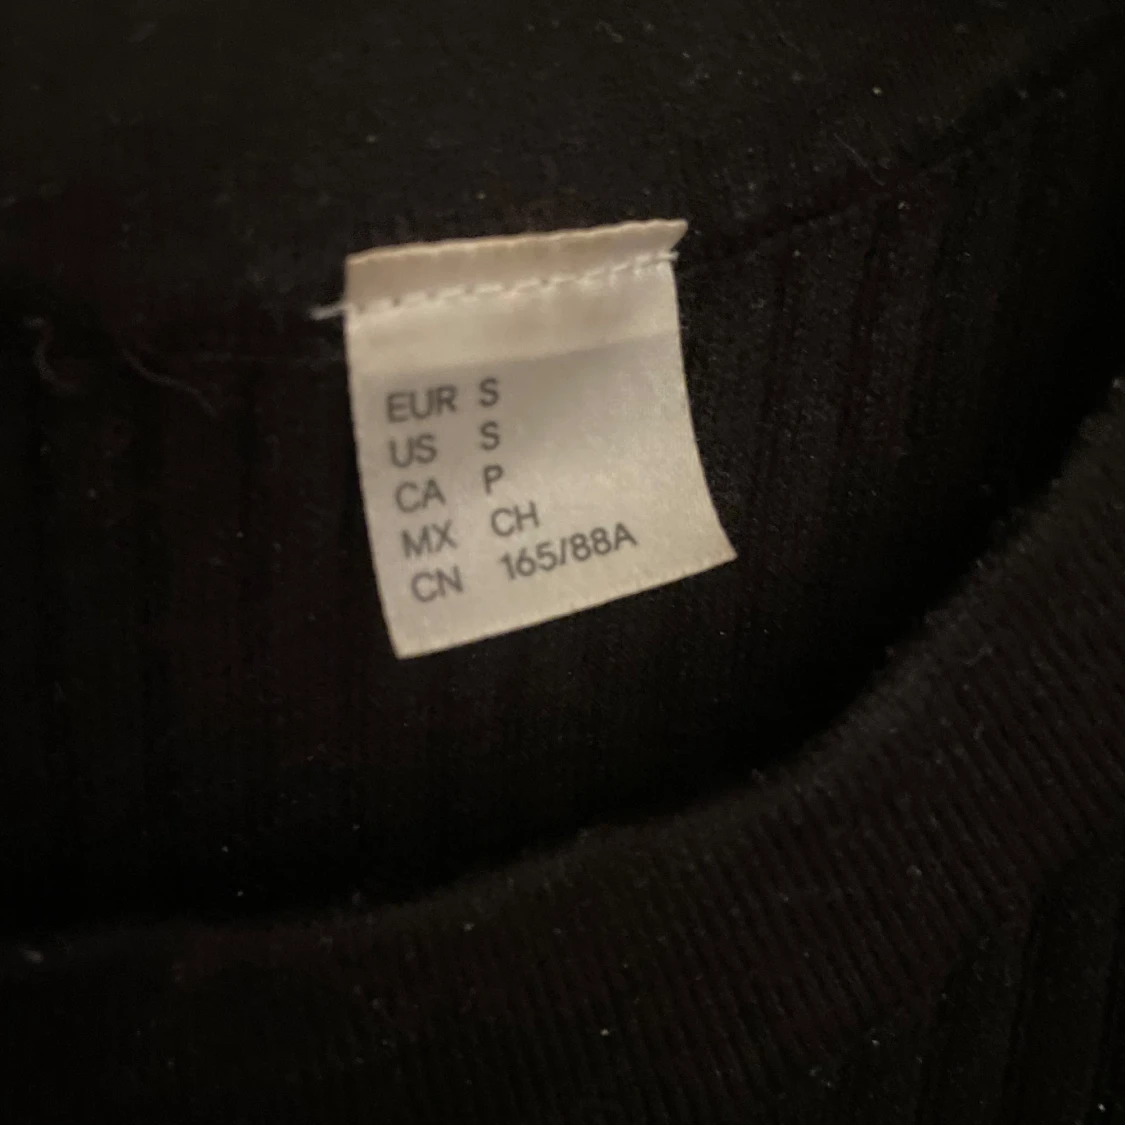 EUR S
US S
CA P
MX CH
CN 165/88A